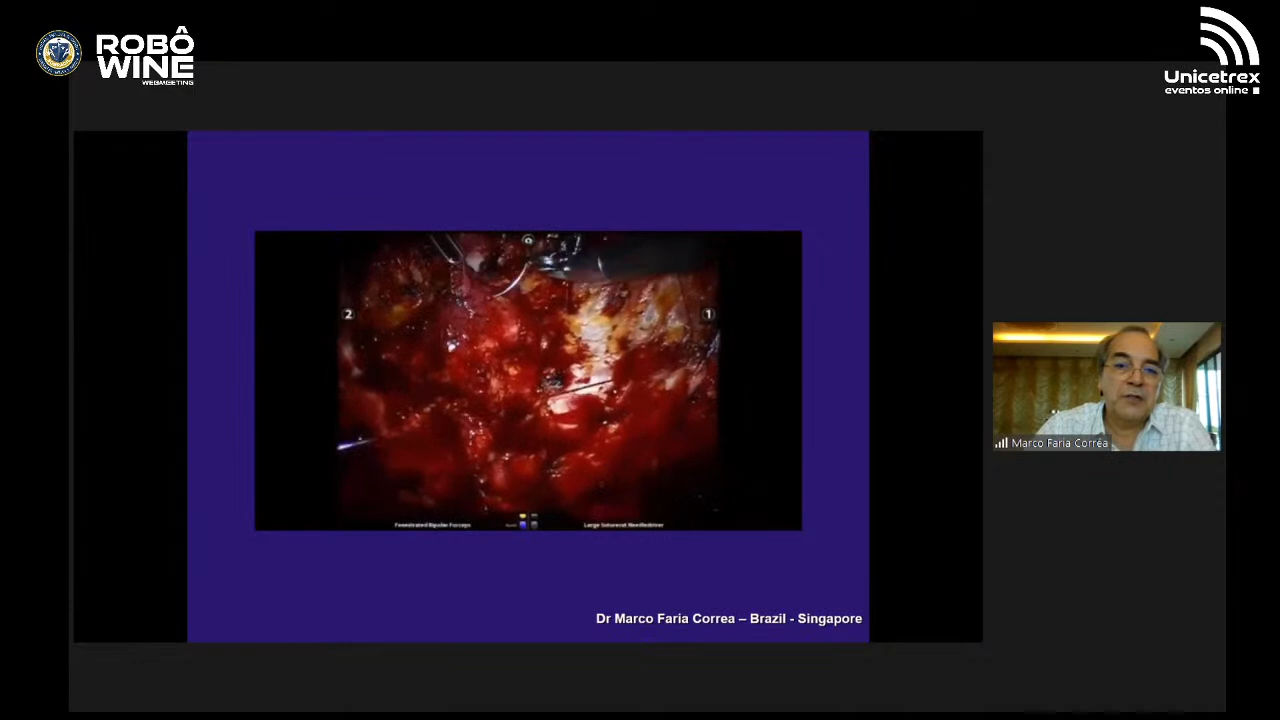 ROBÔ
WINE
WEBMEETING
Unicetrex
eventos online
2
1
Fenestrated Bipolar Forceps
Large Suturecut Needledriver
Marco Faria Corrêa
Dr Marco Faria Correa – Brazil - Singapore